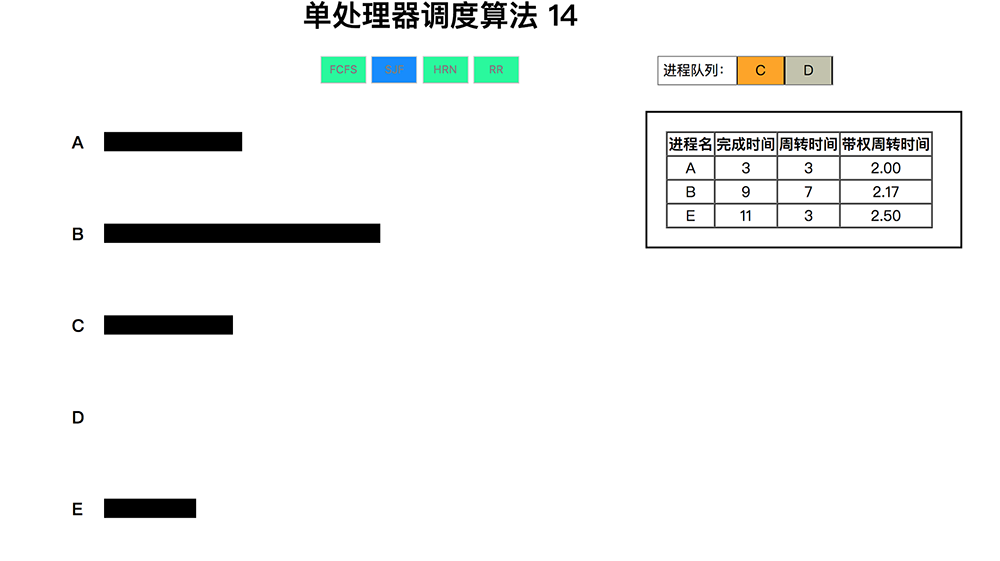 单处理器调度算法 14
FCFS SJF HRN RR
进程队列： C D
进程名 完成时间 周转时间 带权周转时间
A 3 3 2.00
B 9 7 2.17
E 11 3 2.50
A
B
C
D
E